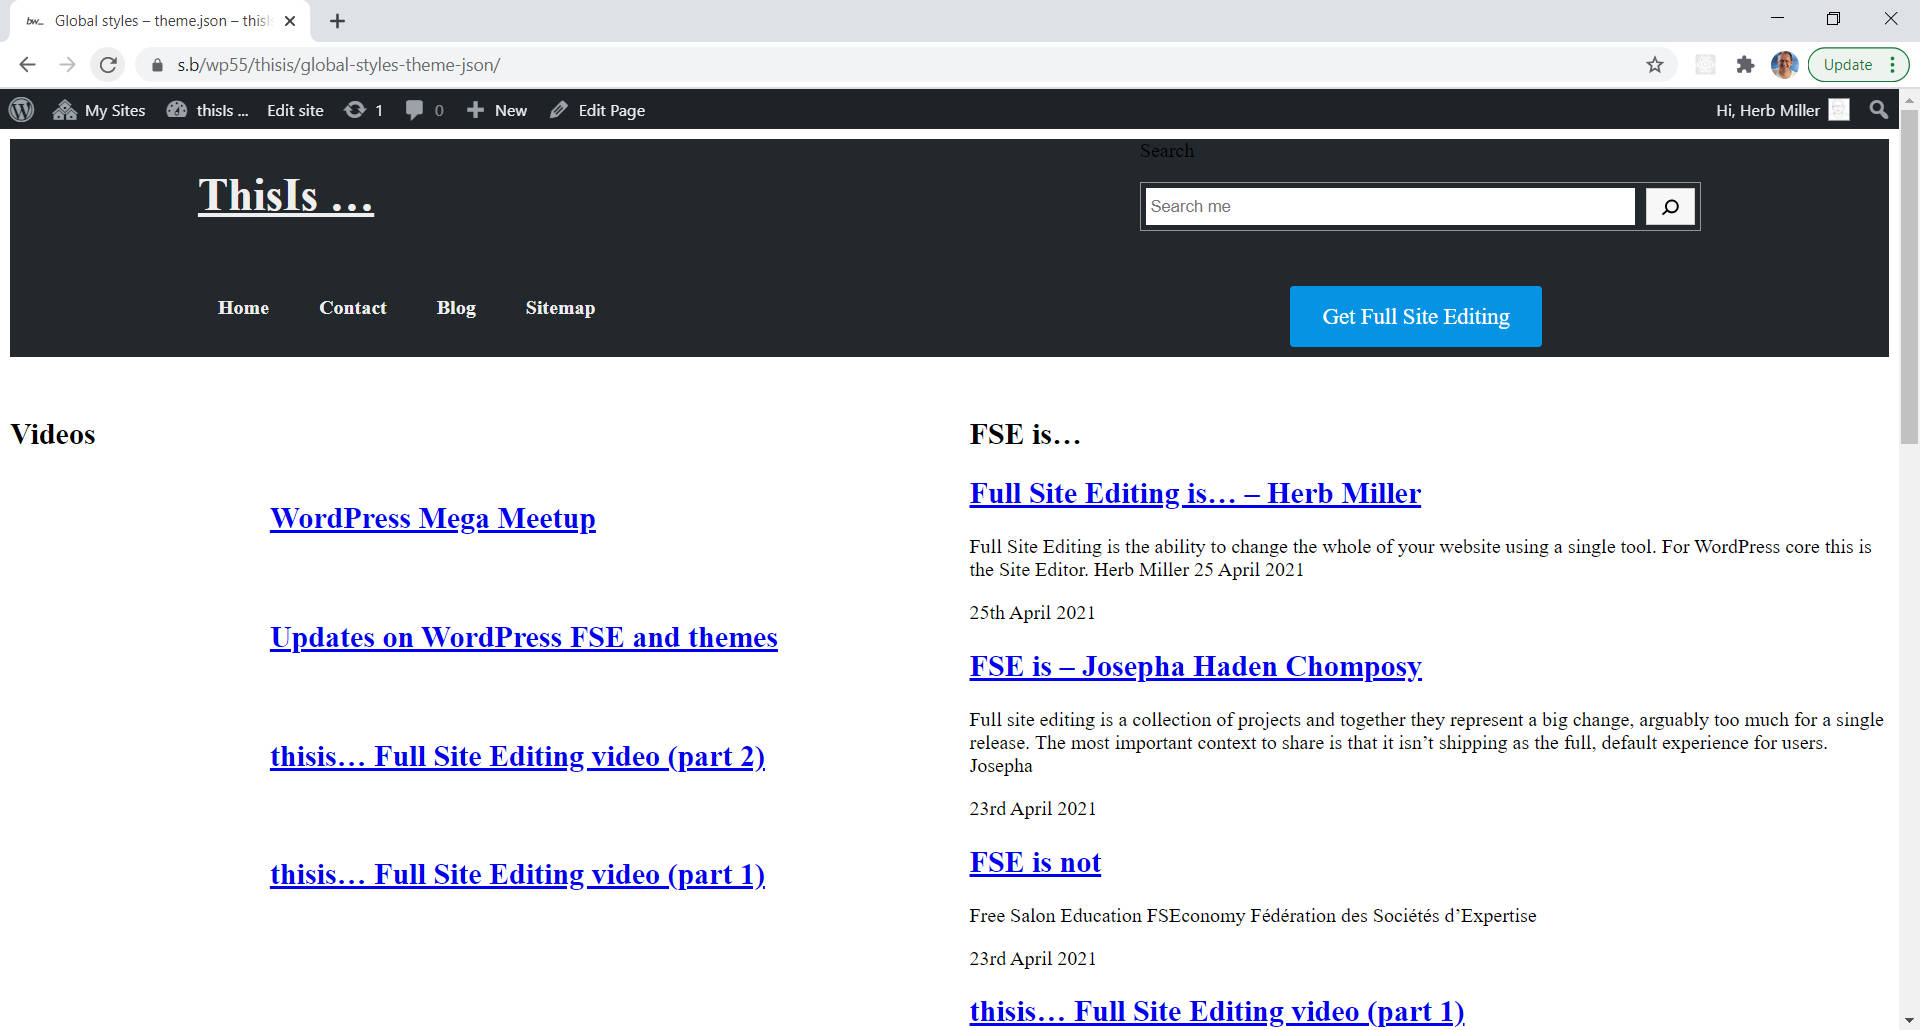 bw_ Global styles – theme.json – thisI
s.b/wp55/thisis/global-styles-theme-json/
Update
My Sites thisIs ... Edit site 1 0 New Edit Page Hi, Herb Miller
Search
ThisIs …
Search me
Home Contact Blog Sitemap
Get Full Site Editing
Videos
WordPress Mega Meetup
Updates on WordPress FSE and themes
thisis… Full Site Editing video (part 2)
thisis… Full Site Editing video (part 1)
FSE is…
Full Site Editing is… – Herb Miller
Full Site Editing is the ability to change the whole of your website using a single tool. For WordPress core this is
the Site Editor. Herb Miller 25 April 2021
25th April 2021
FSE is – Josepha Haden Chomposy
Full site editing is a collection of projects and together they represent a big change, arguably too much for a single
release. The most important context to share is that it isn’t shipping as the full, default experience for users.
Josepha
23rd April 2021
FSE is not
Free Salon Education FSEconomy Fédération des Sociétés d’Expertise
23rd April 2021
thisis… Full Site Editing video (part 1)